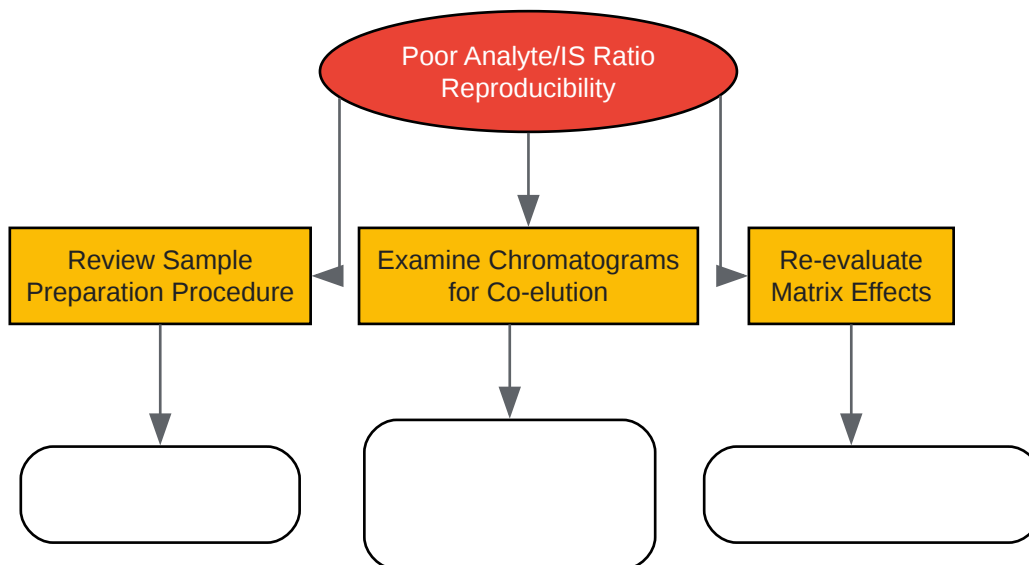 Poor Analyte/IS Ratio
Reproducibility
Review Sample
Preparation Procedure
Examine Chromatograms
for Co-elution
Re-evaluate
Matrix Effects